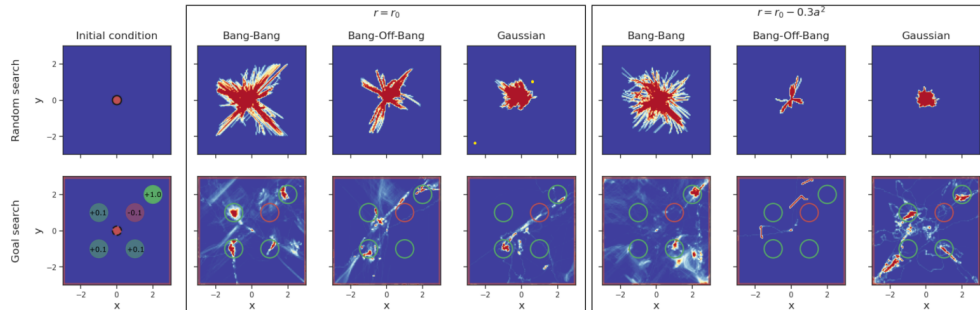 r = r₀
r = r₀ − 0.3a²
Initial condition
Bang-Bang
Bang-Off-Bang
Gaussian
Bang-Bang
Bang-Off-Bang
Gaussian
Random search
y
2
0
−2
Goal search
y
2
0
−2
+1.0
+0.1
-0.1
+0.1
+0.1
−2 0 2
−2 0 2
−2 0 2
−2 0 2
−2 0 2
−2 0 2
−2 0 2
x
x
x
x
x
x
x